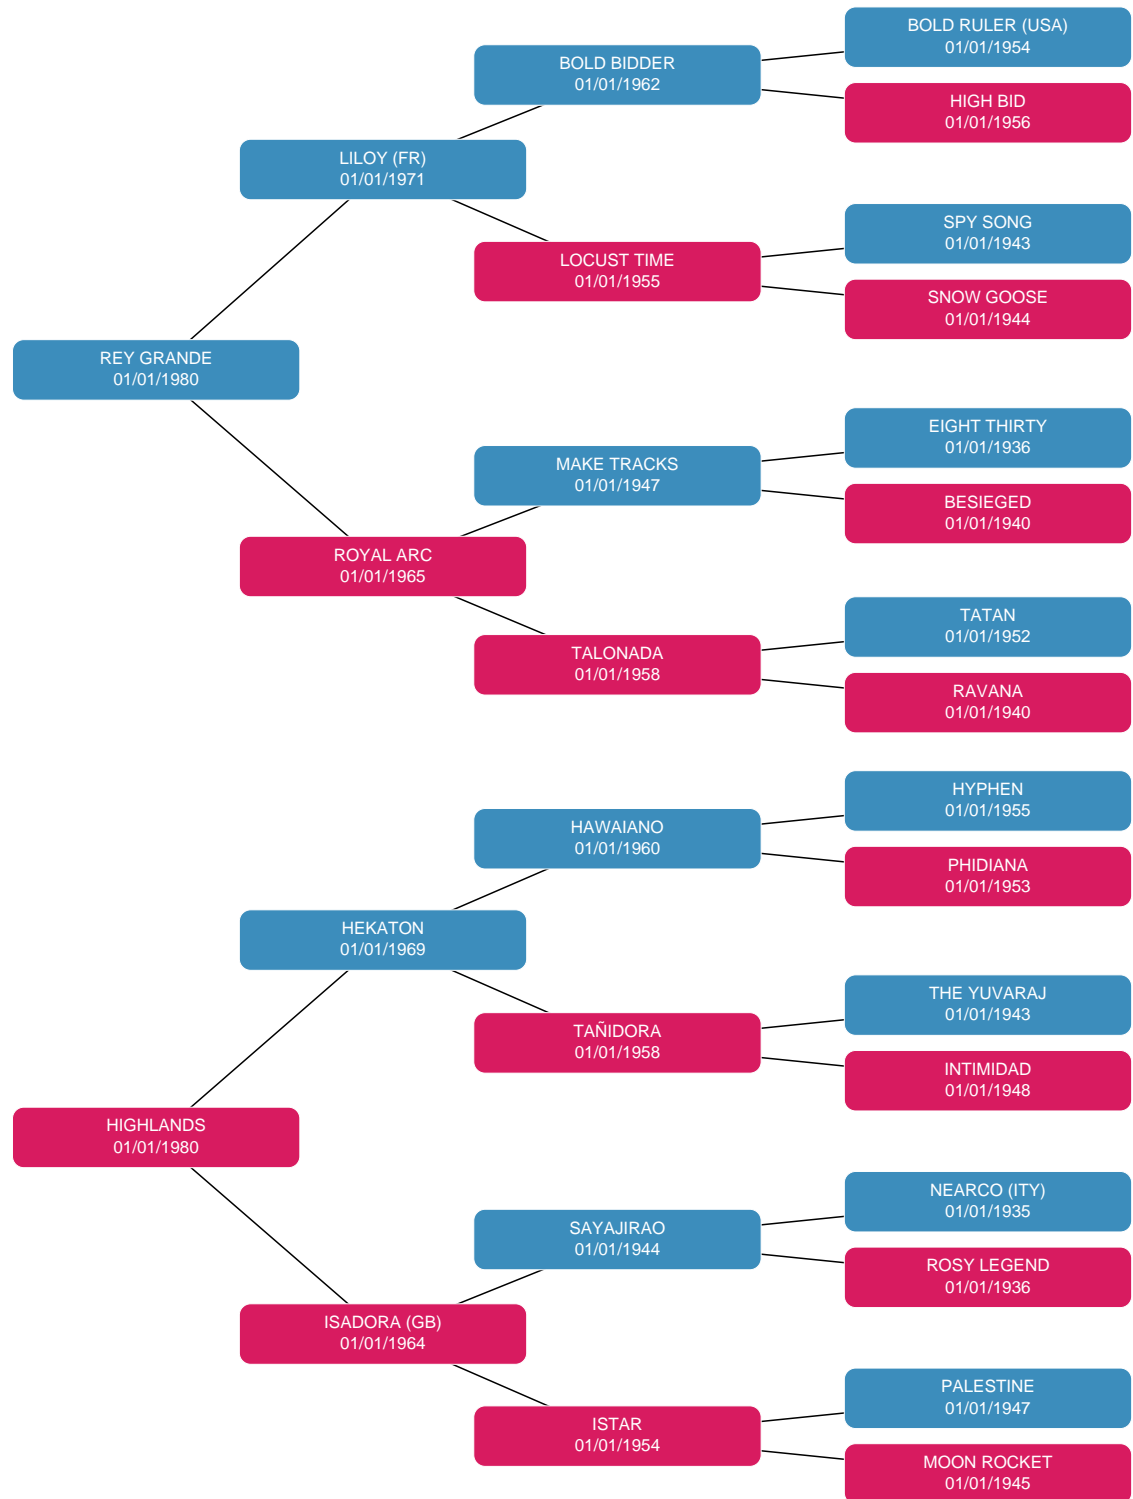 BOLD RULER (USA)
01/01/1954
BOLD BIDDER
01/01/1962
HIGH BID
01/01/1956
LILOY (FR)
01/01/1971
SPY SONG
01/01/1943
LOCUST TIME
01/01/1955
SNOW GOOSE
01/01/1944
REY GRANDE
01/01/1980
EIGHT THIRTY
01/01/1936
MAKE TRACKS
01/01/1947
BESIEGED
01/01/1940
ROYAL ARC
01/01/1965
TATAN
01/01/1952
TALONADA
01/01/1958
RAVANA
01/01/1940
HYPHEN
01/01/1955
HAWAIANO
01/01/1960
PHIDIANA
01/01/1953
HEKATON
01/01/1969
THE YUVARAJ
01/01/1943
TAÑIDORA
01/01/1958
INTIMIDAD
01/01/1948
HIGHLANDS
01/01/1980
NEARCO (ITY)
01/01/1935
SAYAJIRAO
01/01/1944
ROSY LEGEND
01/01/1936
ISADORA (GB)
01/01/1964
PALESTINE
01/01/1947
ISTAR
01/01/1954
MOON ROCKET
01/01/1945